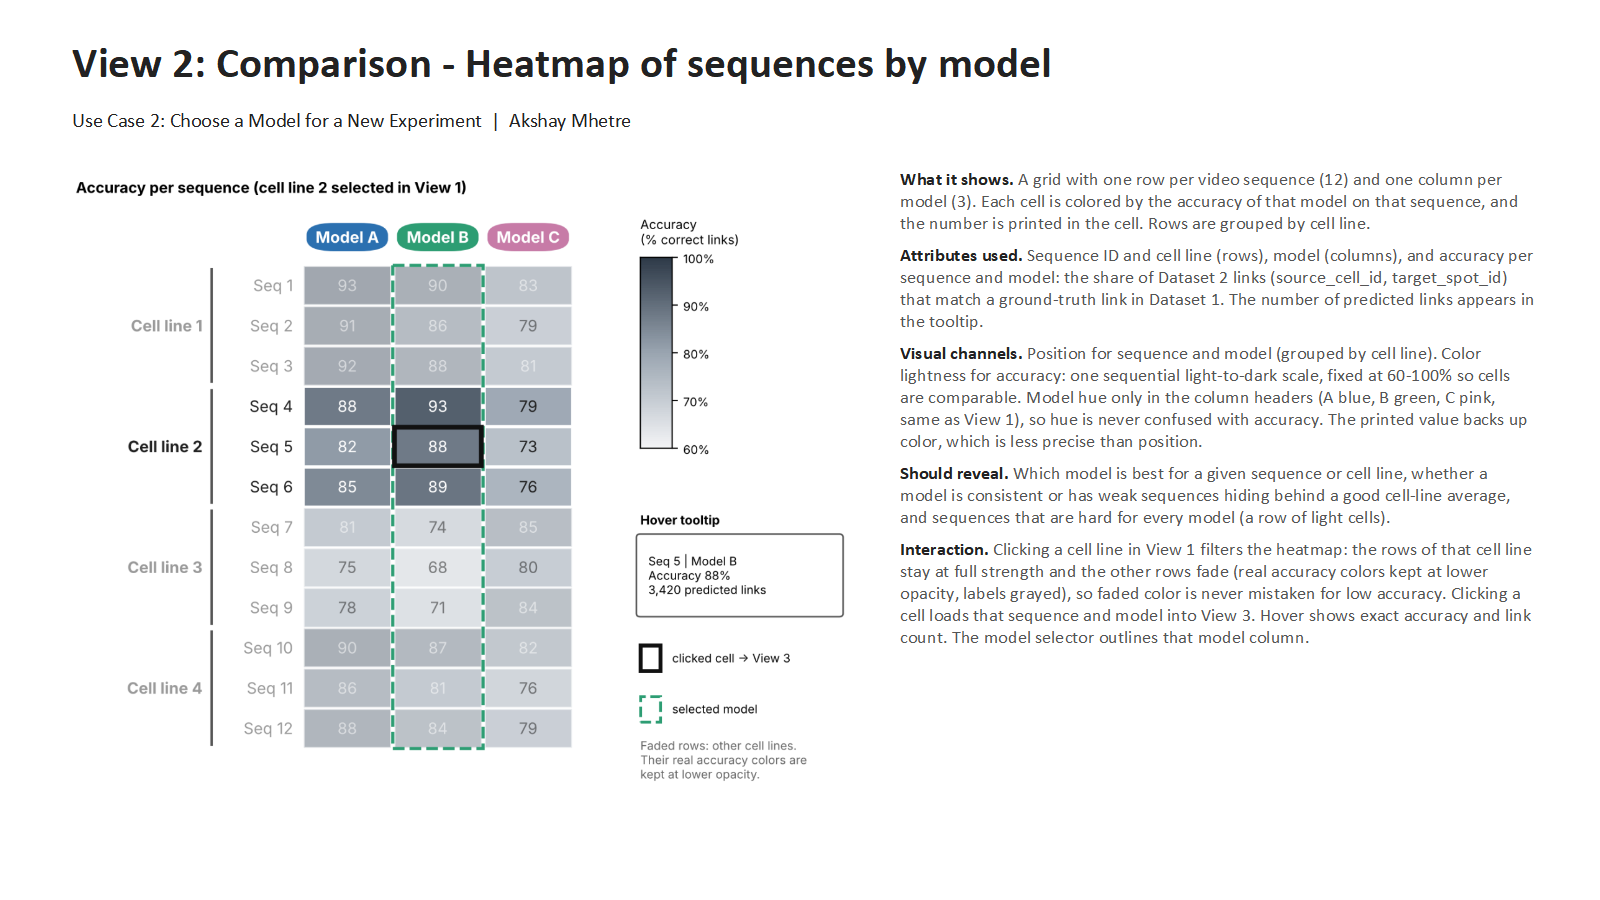 View 2: Comparison - Heatmap of sequences by model
Use Case 2: Choose a Model for a New Experiment | Akshay Mhetre
Accuracy per sequence (cell line 2 selected in View 1)
Model A Model B Model C
Cell line 1
Seq 1 93 90 83
Seq 2 91 86 79
Seq 3 92 88 81
Cell line 2
Seq 4 88 93 79
Seq 5 82 88 73
Seq 6 85 89 76
Cell line 3
Seq 7 81 74 85
Seq 8 75 68 80
Seq 9 78 71 84
Cell line 4
Seq 10 90 87 82
Seq 11 86 81 76
Seq 12 88 84 79
Accuracy
(% correct links)
100%
90%
80%
70%
60%
Hover tooltip
Seq 5 | Model B
Accuracy 88%
3,420 predicted links
clicked cell → View 3
selected model
Faded rows: other cell lines.
Their real accuracy colors are
kept at lower opacity.
What it shows. A grid with one row per video sequence (12) and one column per
model (3). Each cell is colored by the accuracy of that model on that sequence, and
the number is printed in the cell. Rows are grouped by cell line.
Attributes used. Sequence ID and cell line (rows), model (columns), and accuracy per
sequence and model: the share of Dataset 2 links (source_cell_id, target_spot_id)
that match a ground-truth link in Dataset 1. The number of predicted links appears in
the tooltip.
Visual channels. Position for sequence and model (grouped by cell line). Color
lightness for accuracy: one sequential light-to-dark scale, fixed at 60-100% so cells
are comparable. Model hue only in the column headers (A blue, B green, C pink,
same as View 1), so hue is never confused with accuracy. The printed value backs up
color, which is less precise than position.
Should reveal. Which model is best for a given sequence or cell line, whether a
model is consistent or has weak sequences hiding behind a good cell-line average,
and sequences that are hard for every model (a row of light cells).
Interaction. Clicking a cell line in View 1 filters the heatmap: the rows of that cell line
stay at full strength and the other rows fade (real accuracy colors kept at lower
opacity, labels grayed), so faded color is never mistaken for low accuracy. Clicking a
cell loads that sequence and model into View 3. Hover shows exact accuracy and link
count. The model selector outlines that model column.